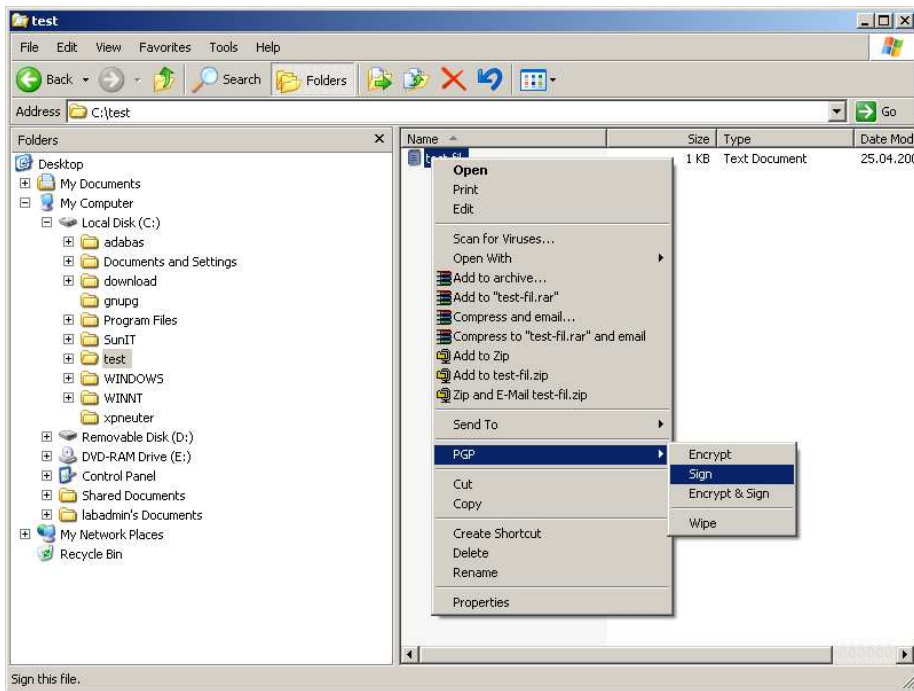 test
File Edit View Favorites Tools Help
Back Search Folders
Address C:\test Go
Folders
Name Size Type Date Mod
Desktop
My Documents
My Computer
Local Disk (C:)
adabas
Documents and Settings
download
gnupg
Program Files
SunIT
test
WINDOWS
WINNT
xpneuter
Removable Disk (D:)
DVD-RAM Drive (E:)
Control Panel
Shared Documents
labadmin's Documents
My Network Places
Recycle Bin
1 KB Text Document 25.04.200
Open
Print
Edit
Scan for Viruses...
Open With
Add to archive...
Add to "test-fil.rar"
Compress and email...
Compress to "test-fil.rar" and email
Add to Zip
Add to test-fil.zip
Zip and E-Mail test-fil.zip
Send To
PGP
Cut
Copy
Create Shortcut
Delete
Rename
Properties
Encrypt
Sign
Encrypt & Sign
Wipe
Sign this file.